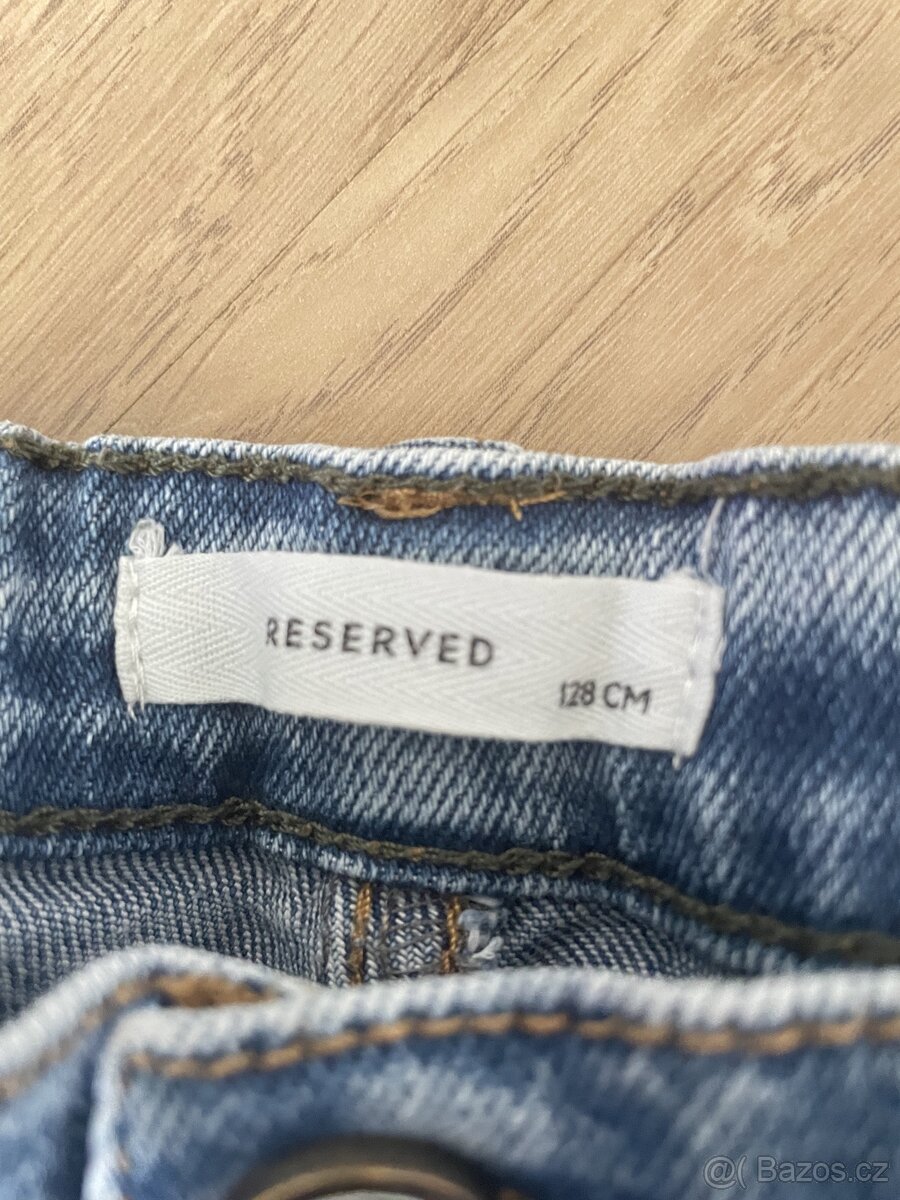 RESERVED
128 CM
@( Bazos.cz